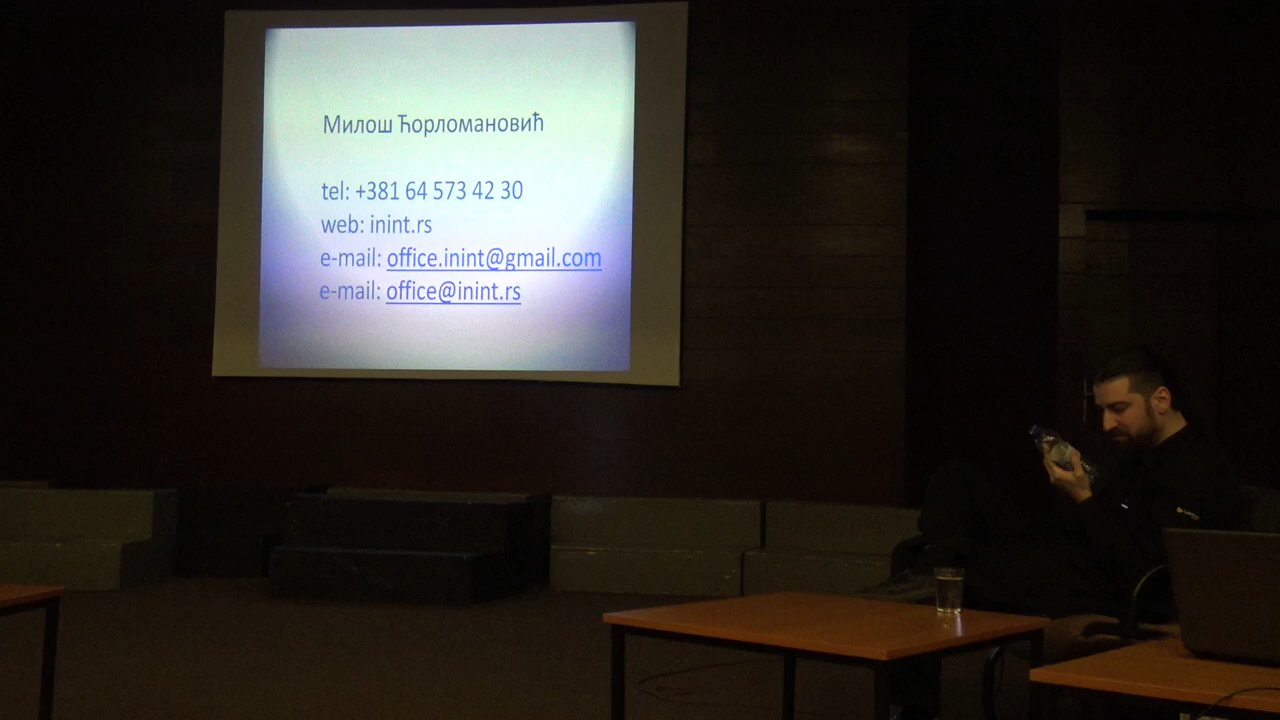 Милош Ћорломановић
tel: +381 64 573 42 30
web: inint.rs
e-mail: office.inint@gmail.com
e-mail: office@inint.rs